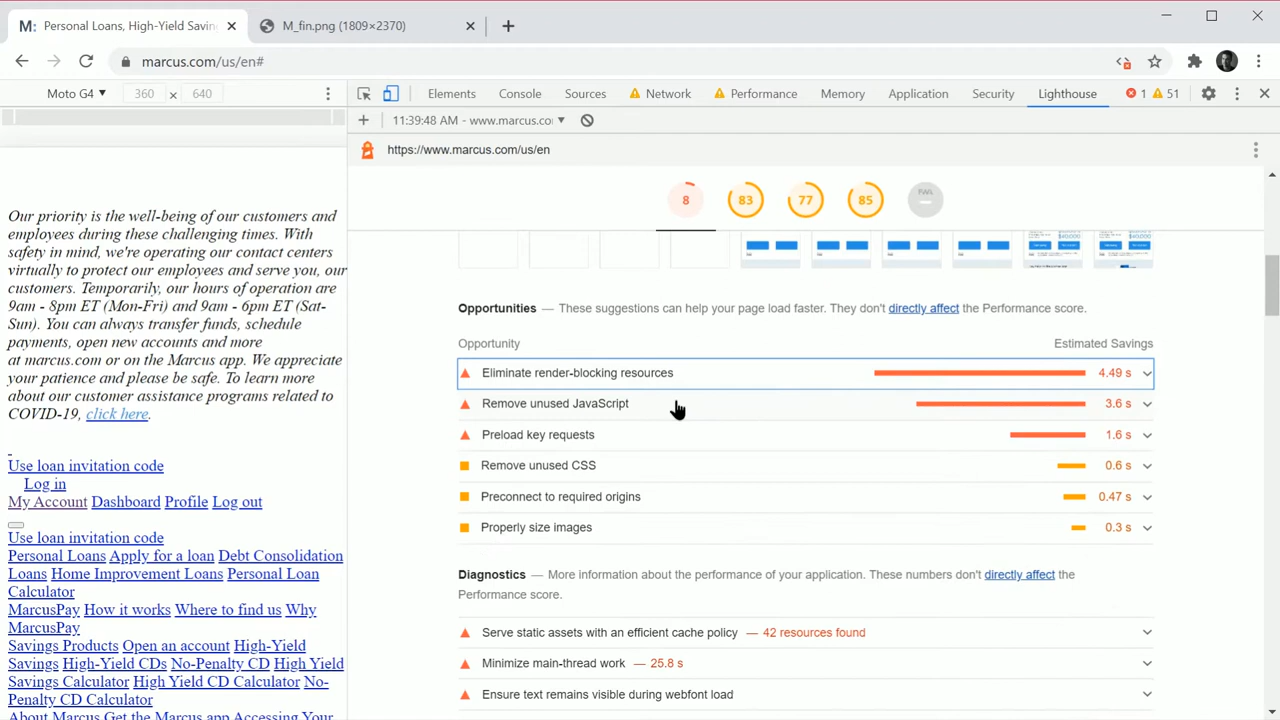 M: Personal Loans, High-Yield Savin
M_fin.png (1809×2370)
marcus.com/us/en#
Moto G4 ▼ 360 x 640
Elements Console Sources Network Performance Memory Application Security Lighthouse 1 51
11:39:48 AM - www.marcus.co
https://www.marcus.com/us/en
8 83 77 85
Our priority is the well-being of our customers and
employees during these challenging times. With
safety in mind, we're operating our contact centers
virtually to protect our employees and serve you, our
customers. Temporarily, our hours of operation are
9am - 8pm ET (Mon-Fri) and 9am - 6pm ET (Sat-
Sun). You can always transfer funds, schedule
payments, open new accounts and more
at marcus.com or on the Marcus app. We appreciate
your patience and please be safe. To learn more
about our customer assistance programs related to
COVID-19, click here.
Use loan invitation code
Log in
My Account Dashboard Profile Log out
Use loan invitation code
Personal Loans Apply for a loan Debt Consolidation
Loans Home Improvement Loans Personal Loan
Calculator
MarcusPay How it works Where to find us Why
MarcusPay
Savings Products Open an account High-Yield
Savings High-Yield CDs No-Penalty CD High Yield
Savings Calculator High Yield CD Calculator No-
Penalty CD Calculator
About Marcus Get the Marcus app Accessing Your
Opportunities — These suggestions can help your page load faster. They don't directly affect the Performance score.
Opportunity Estimated Savings
Eliminate render-blocking resources 4.49 s
Remove unused JavaScript 3.6 s
Preload key requests 1.6 s
Remove unused CSS 0.6 s
Preconnect to required origins 0.47 s
Properly size images 0.3 s
Diagnostics — More information about the performance of your application. These numbers don't directly affect the
Performance score.
Serve static assets with an efficient cache policy — 42 resources found
Minimize main-thread work — 25.8 s
Ensure text remains visible during webfont load